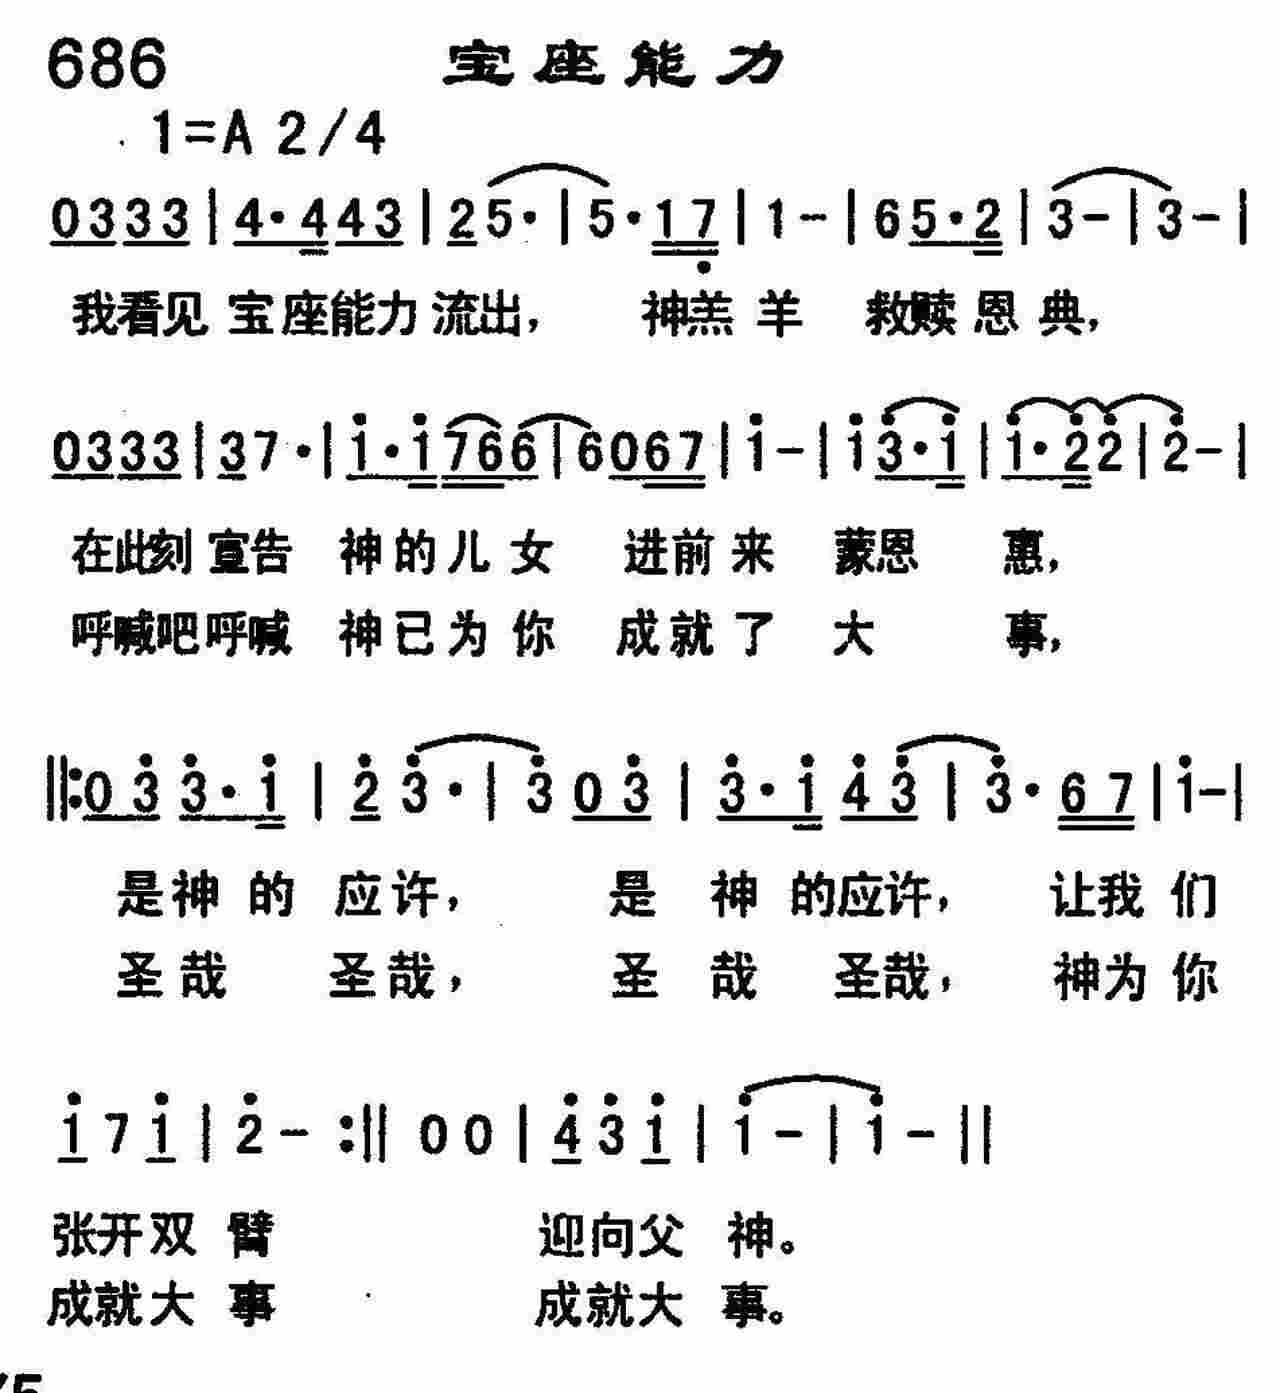 686 宝座能力
1=A 2/4
0333|4·443|25·|5·17|1-|65·2|3-|3-|
我看见宝座能力流出，神羔羊救赎恩典，
0333|37·|1·1766|6067|1-|13·1|1·22|2-|
在此刻宣告神的儿女进前来蒙恩惠，
呼喊吧呼喊神已为你成就了大事，
‖:033·1|23·|303|3·143|3·67|1-|
是神的应许，是神的应许，让我们
圣哉圣哉，圣哉圣哉，神为你
171|2-:‖00|431|1-|1-‖
张开双臂迎向父神。
成就大事成就大事。